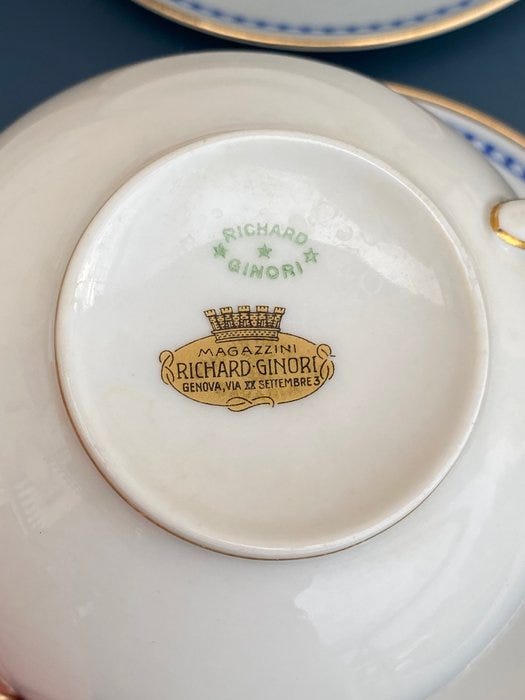 RICHARD
GINORI
MAGAZZINI
RICHARD-GINORI
GENOVA, VIA XX SETTEMBRE 3